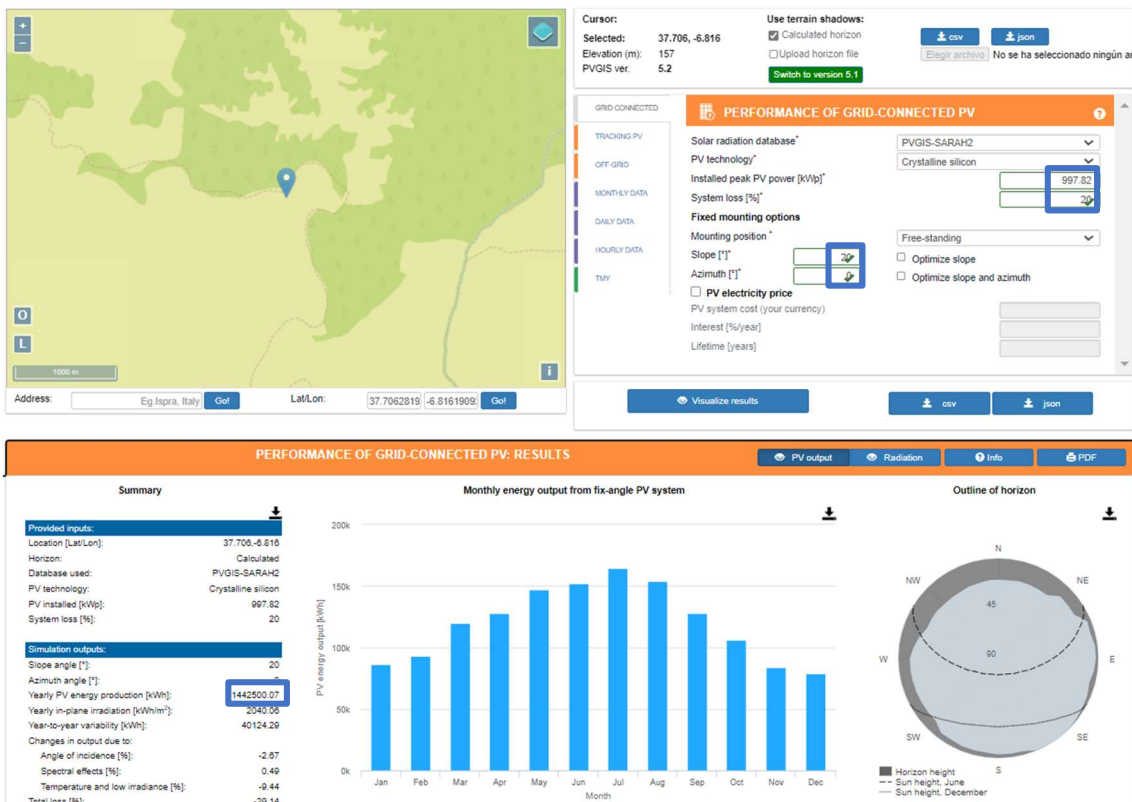 +
−
O
L
1000 m
i
Address: Eg.Ispra, Italy Go! Lat/Lon: 37.7062819 -6.8161909 Go!
Cursor:
Selected: 37.706, -6.816
Elevation (m): 157
PVGIS ver. 5.2
Use terrain shadows:
Calculated horizon
Upload horizon file
Switch to version 5.1
csv json
Elegir archivo No se ha seleccionado ningún ar
GRID CONNECTED
TRACKING PV
OFF-GRID
MONTHLY DATA
DAILY DATA
HOURLY DATA
TMY
PERFORMANCE OF GRID-CONNECTED PV ?
Solar radiation database* PVGIS-SARAH2
PV technology* Crystalline silicon
Installed peak PV power [kWp]* 997.82
System loss [%]* 20
Fixed mounting options
Mounting position * Free-standing
Slope [°]* 20 Optimize slope
Azimuth [°]* 0 Optimize slope and azimuth
PV electricity price
PV system cost (your currency)
Interest [%/year]
Lifetime [years]
Visualize results csv json
PERFORMANCE OF GRID-CONNECTED PV: RESULTS PV output Radiation Info PDF
Summary
Provided inputs:
Location [Lat/Lon]: 37.706,-6.816
Horizon: Calculated
Database used: PVGIS-SARAH2
PV technology: Crystalline silicon
PV installed [kWp]: 997.82
System loss [%]: 20
Simulation outputs:
Slope angle [°]: 20
Azimuth angle [°]: 0
Yearly PV energy production [kWh]: 1442500.07
Yearly in-plane irradiation [kWh/m²]: 2040.06
Year-to-year variability [kWh]: 40124.29
Changes in output due to:
Angle of incidence [%]: -2.67
Spectral effects [%]: 0.49
Temperature and low irradiance [%]: -9.44
Total loss [%]: -29.14
Monthly energy output from fix-angle PV system
PV energy output [kWh]
200k
150k
100k
50k
0k
Jan Feb Mar Apr May Jun Jul Aug Sep Oct Nov Dec
Month
Outline of horizon
N
NW NE
45
90
W E
SW SE
S
Horizon height
Sun height, June
Sun height, December